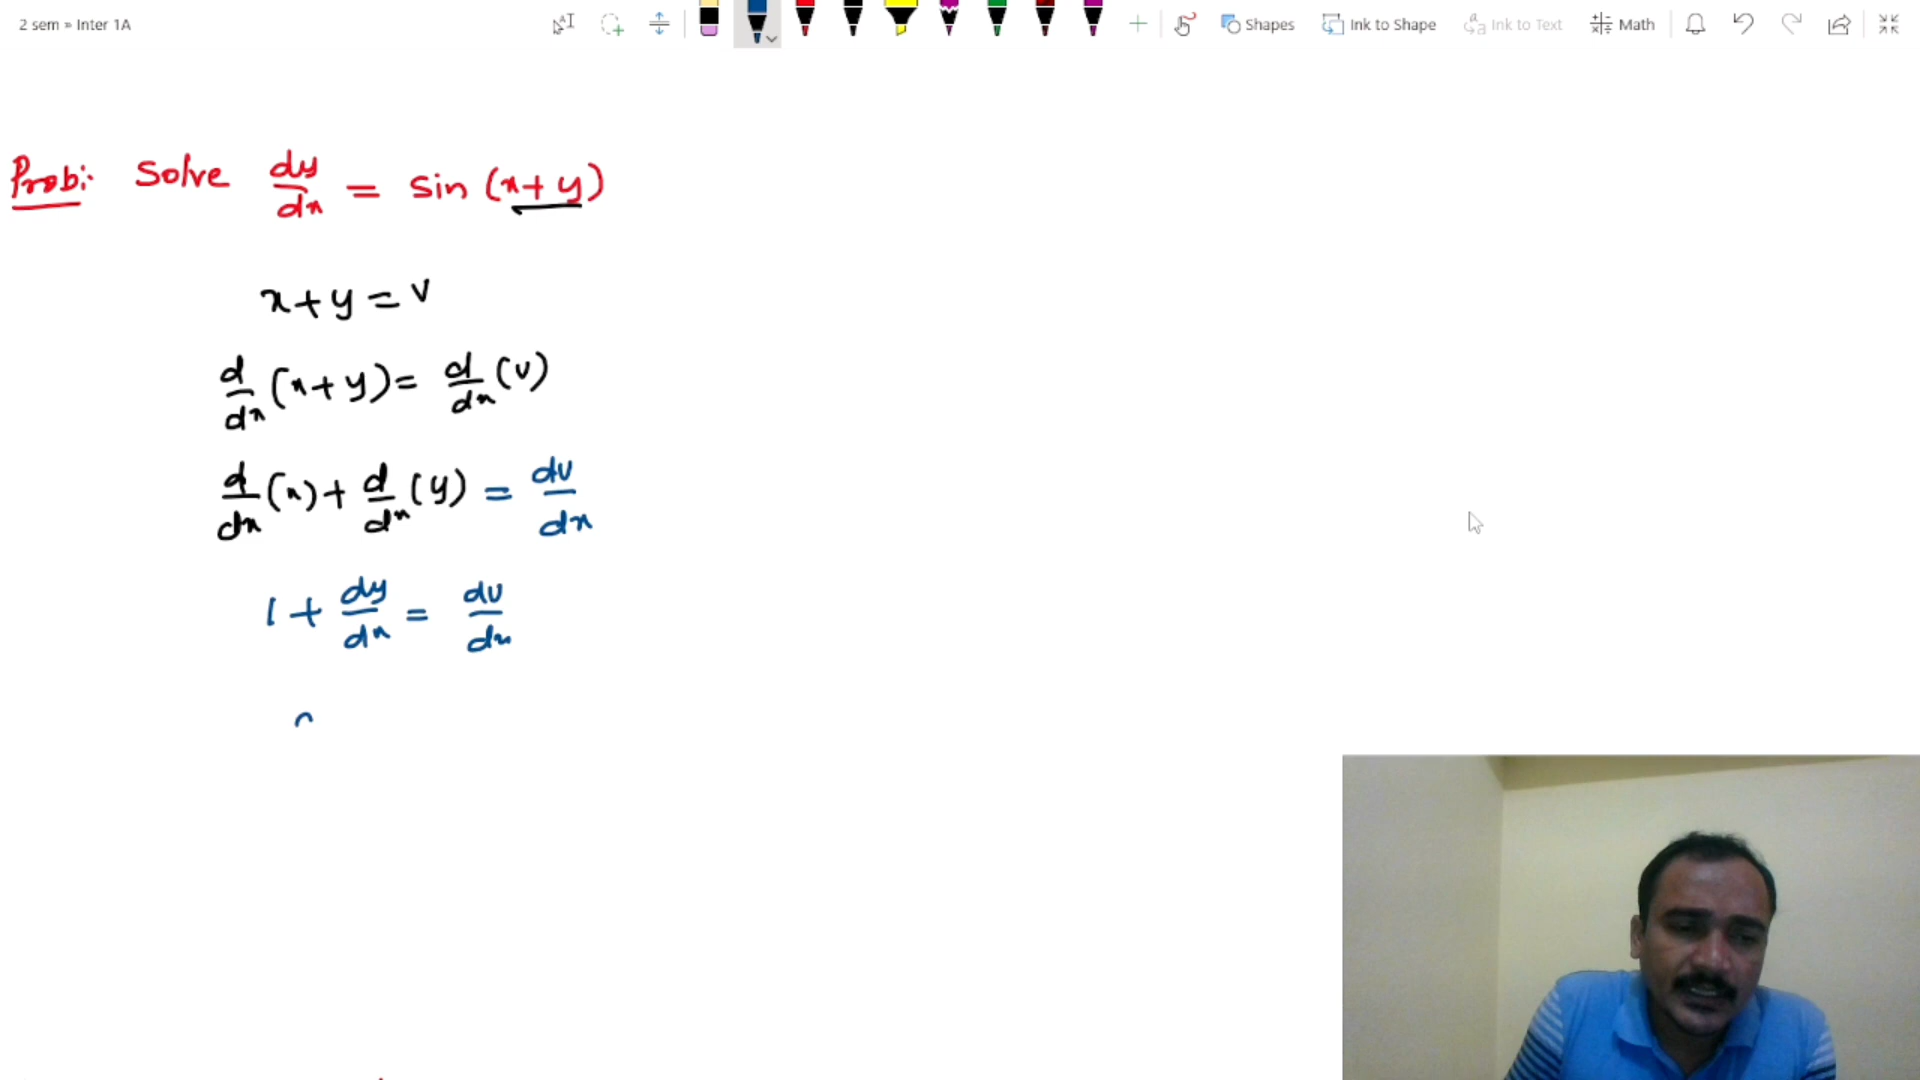 2 sem » Inter 1A
Shapes Ink to Shape Ink to Text Math
Prob:- Solve dy/dx = sin (x+y)
x+y = v
d/dx (x+y) = d/dx (v)
d/dx (x) + d/dx (y) = dv/dx
1 + dy/dx = dv/dx